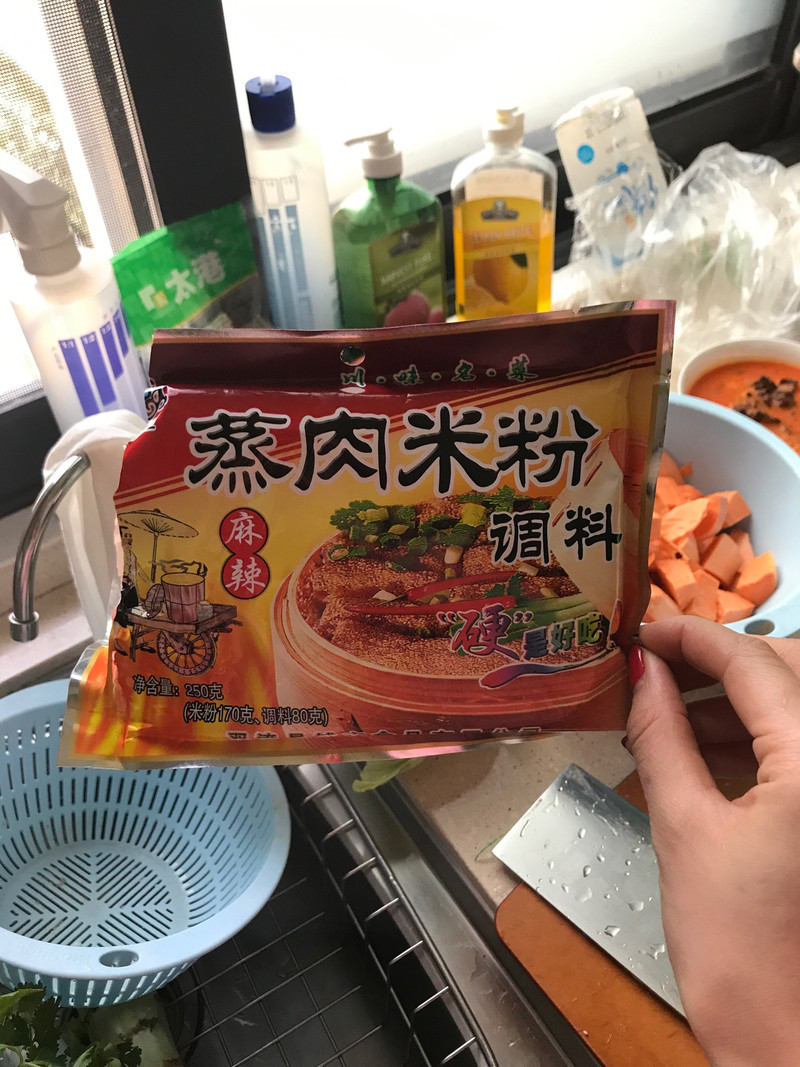 太港
川·味·名·菜
蒸肉米粉
调料
麻辣
"硬"是好吃
净含量：250克
(米粉170克、调料80克)